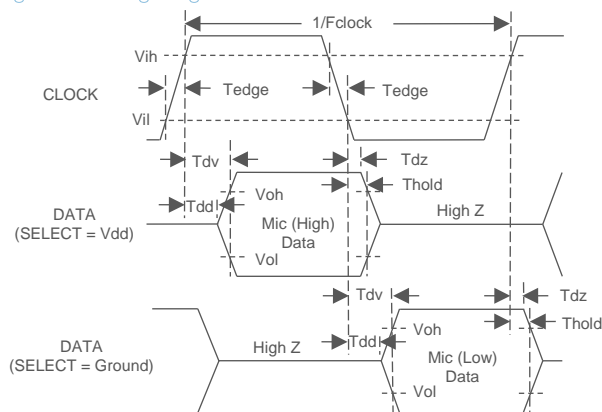 1/Fclock
Vih
CLOCK
Tedge
Tedge
Vil
Tdv
Tdz
Voh
Thold
Tdd
DATA
(SELECT = Vdd)
Mic (High)
Data
High Z
Vol
Tdv
Tdz
Voh
Thold
Tdd
DATA
(SELECT = Ground)
High Z
Mic (Low)
Data
Vol